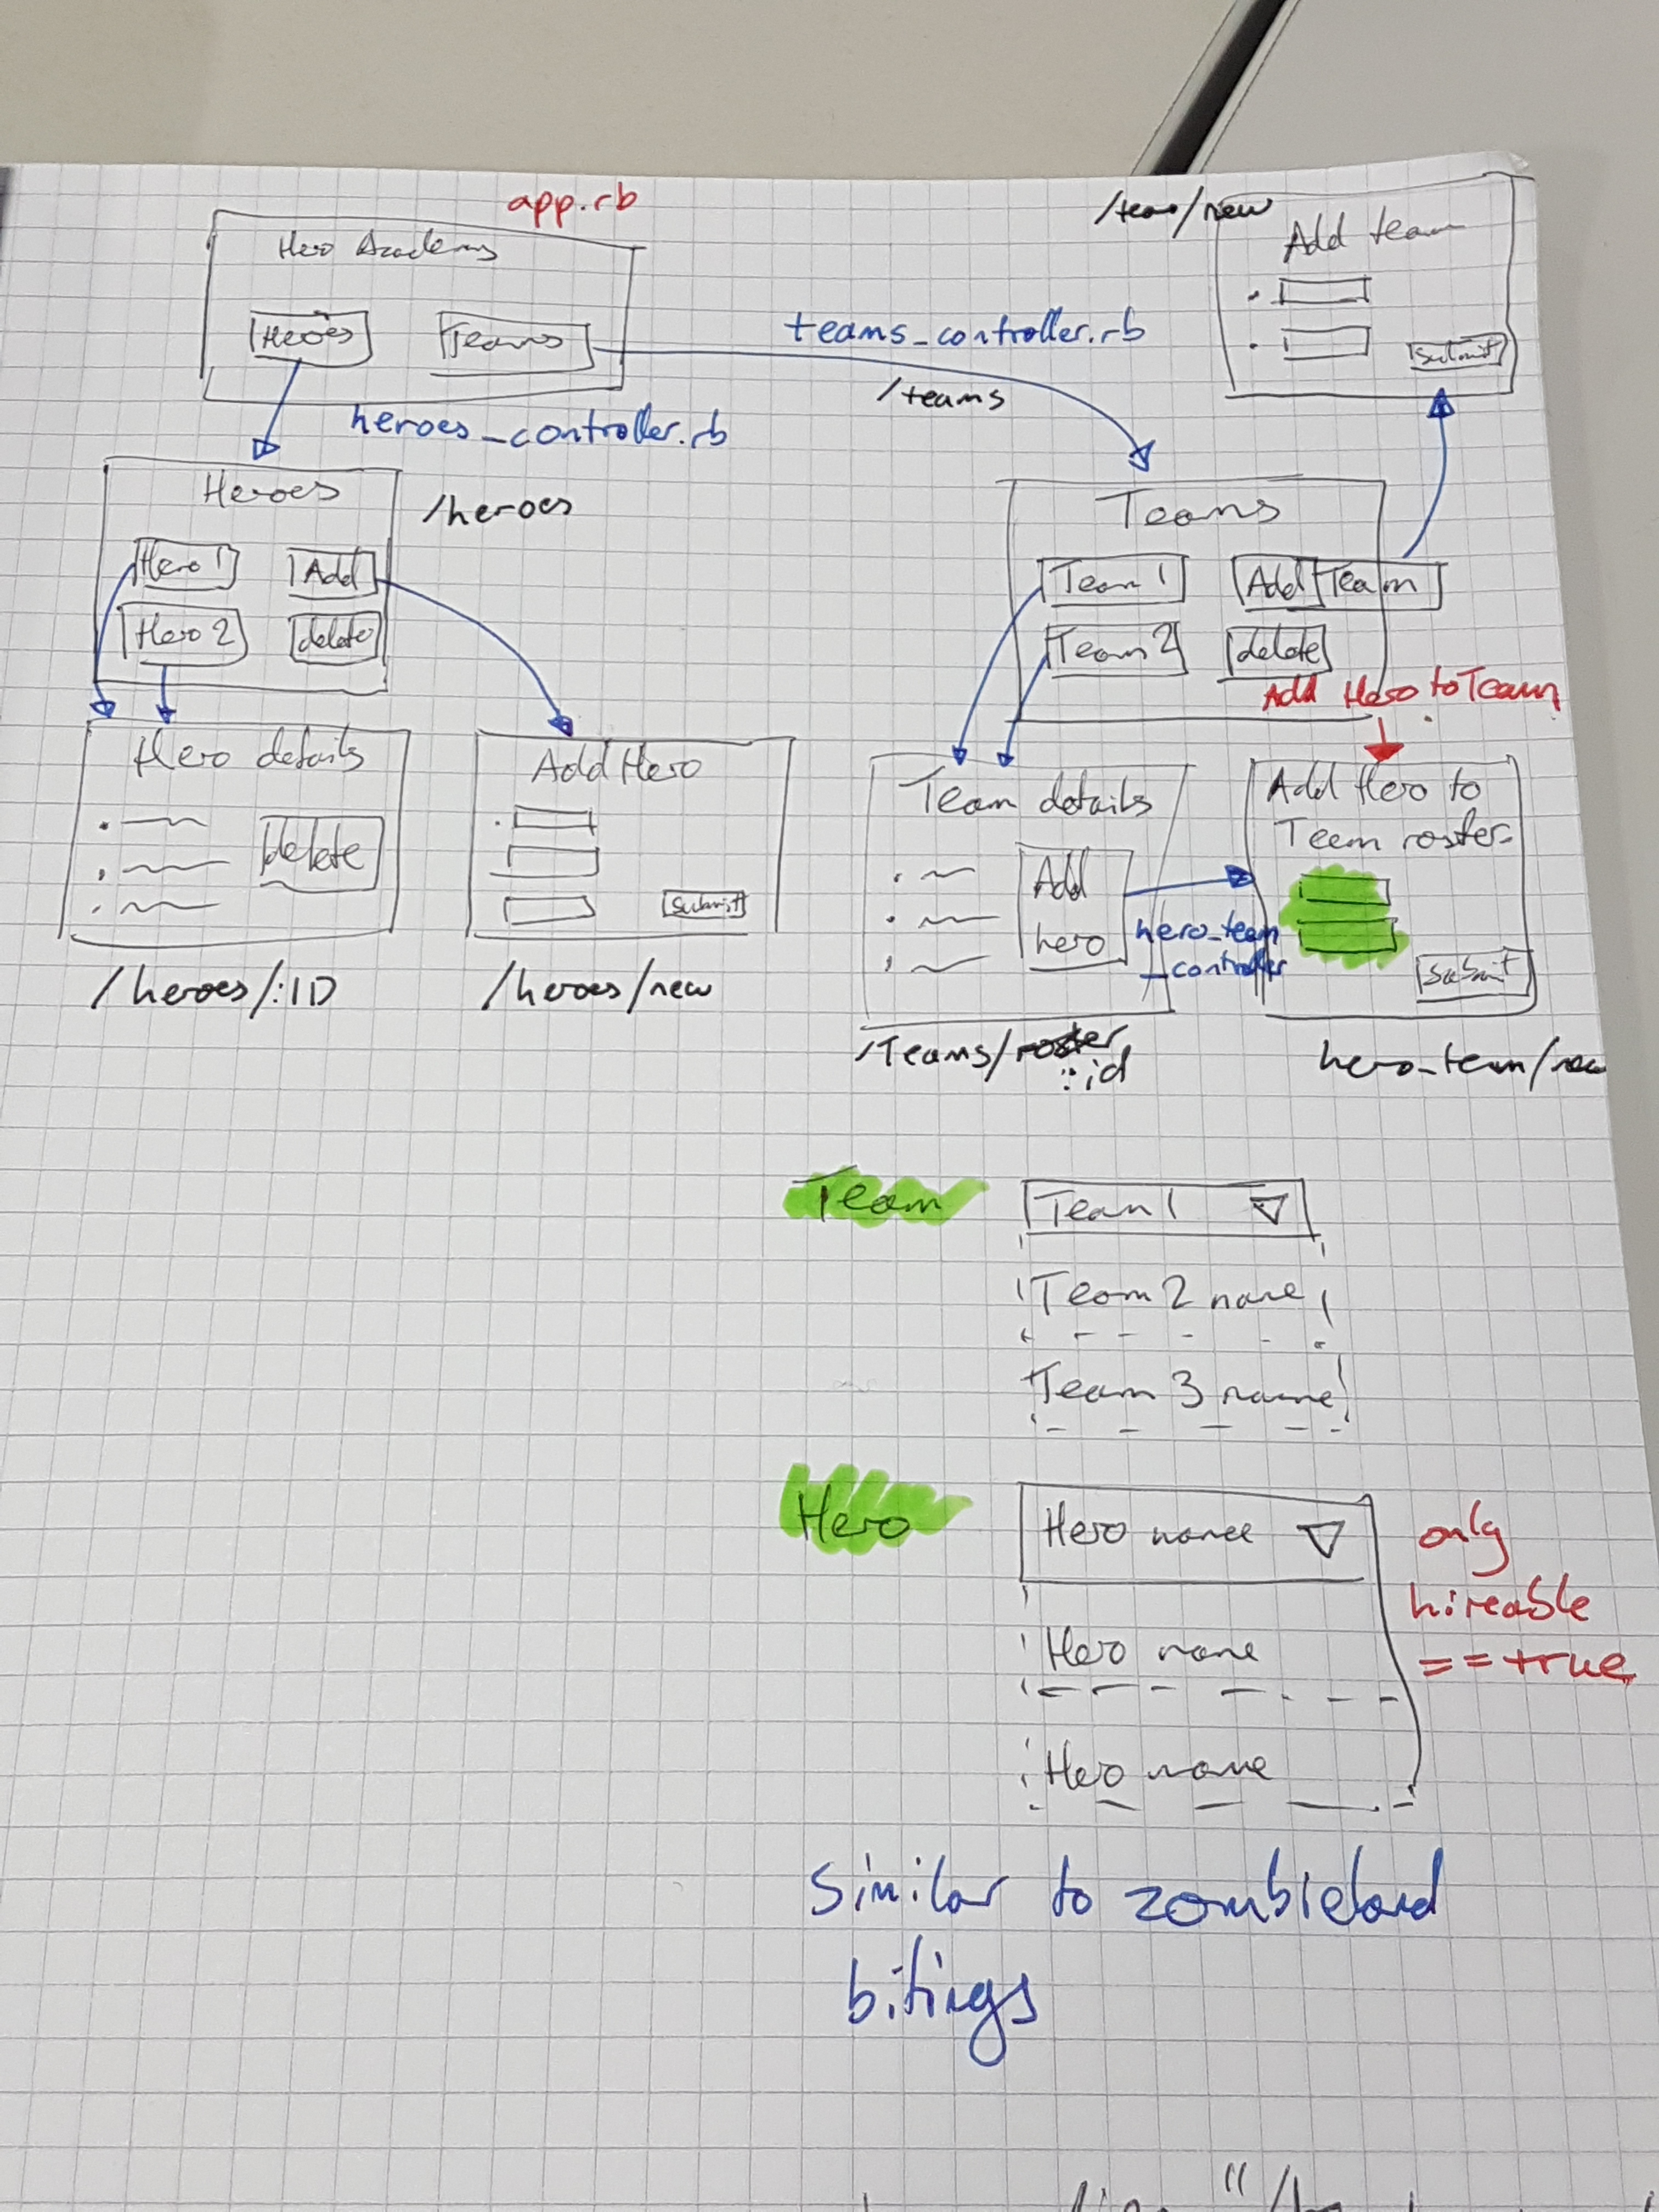 app.rb
Hero Academy
Heroes
Teams
heroes_controller.rb
teams_controller.rb
/teams
/team/new
Add team
submit
Heroes
/heroes
Hero 1
Add
Hero 2
delete
Hero details
delete
/heroes/:ID
Add Hero
submit
/heroes/new
Teams
Team 1
Add Team
Team 2
delete
Add Hero to Team
Team details
Add
hero
hero_team
_controller
/Teams/roster
:id
Add Hero to
Team roster
Submit
hero_team/new
Team
Team 1
Team 2 name
Team 3 name
Hero
Hero name
Hero name
Hero name
only
hireable
==true
Similar to zombieland
bitings